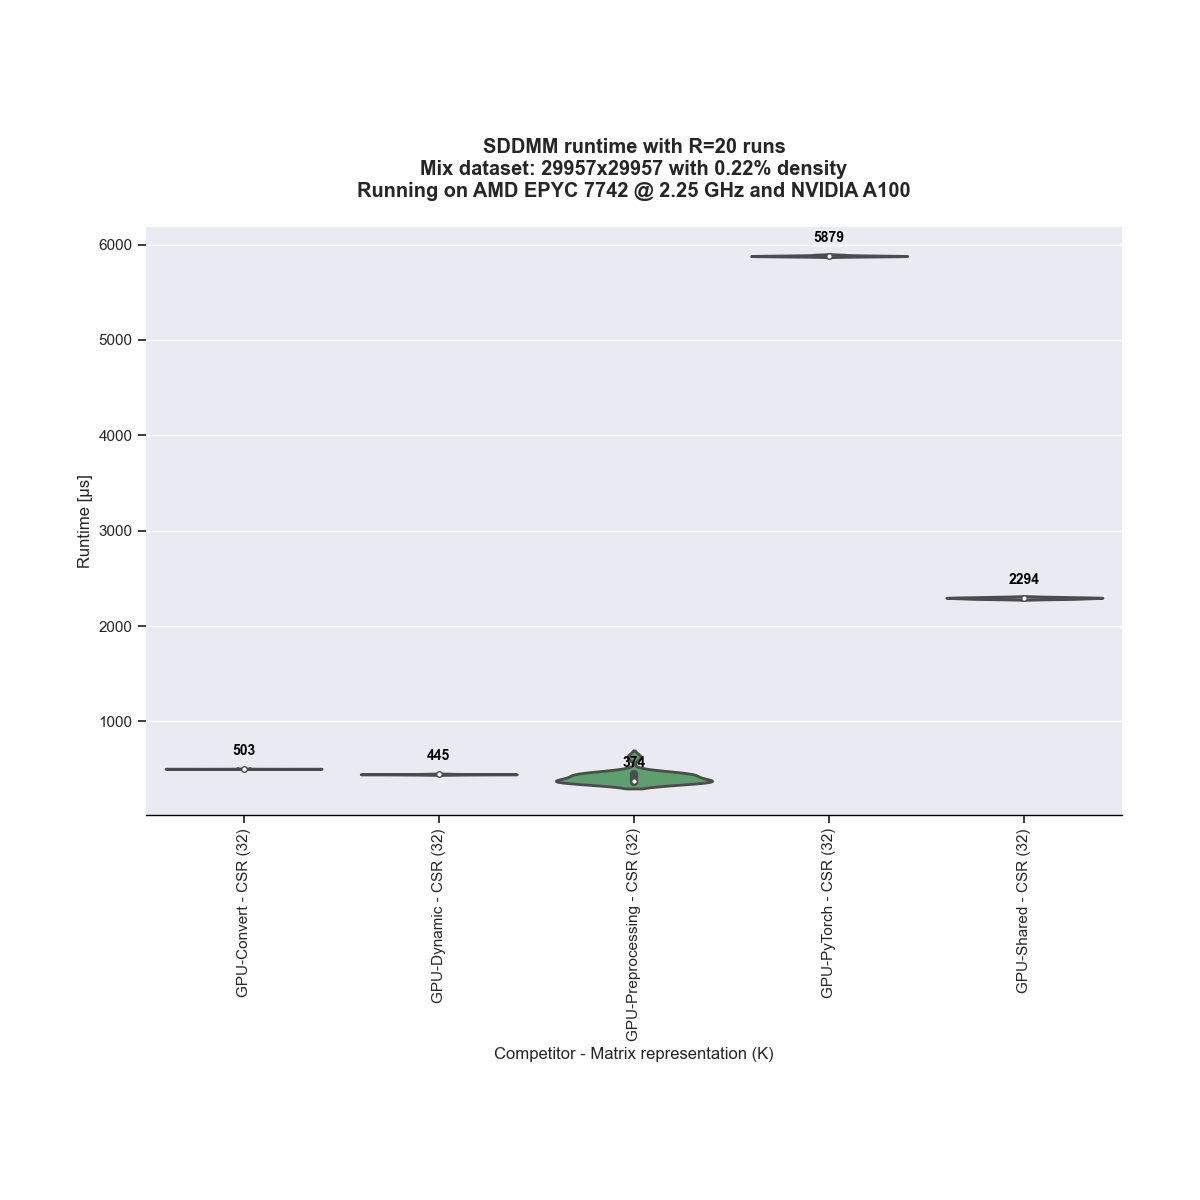 SDDMM runtime with R=20 runs
Mix dataset: 29957x29957 with 0.22% density
Running on AMD EPYC 7742 @ 2.25 GHz and NVIDIA A100
Runtime [μs]
6000
5000
4000
3000
2000
1000
503
445
374
5879
2294
GPU-Convert - CSR (32)
GPU-Dynamic - CSR (32)
GPU-Preprocessing - CSR (32)
GPU-PyTorch - CSR (32)
GPU-Shared - CSR (32)
Competitor - Matrix representation (K)